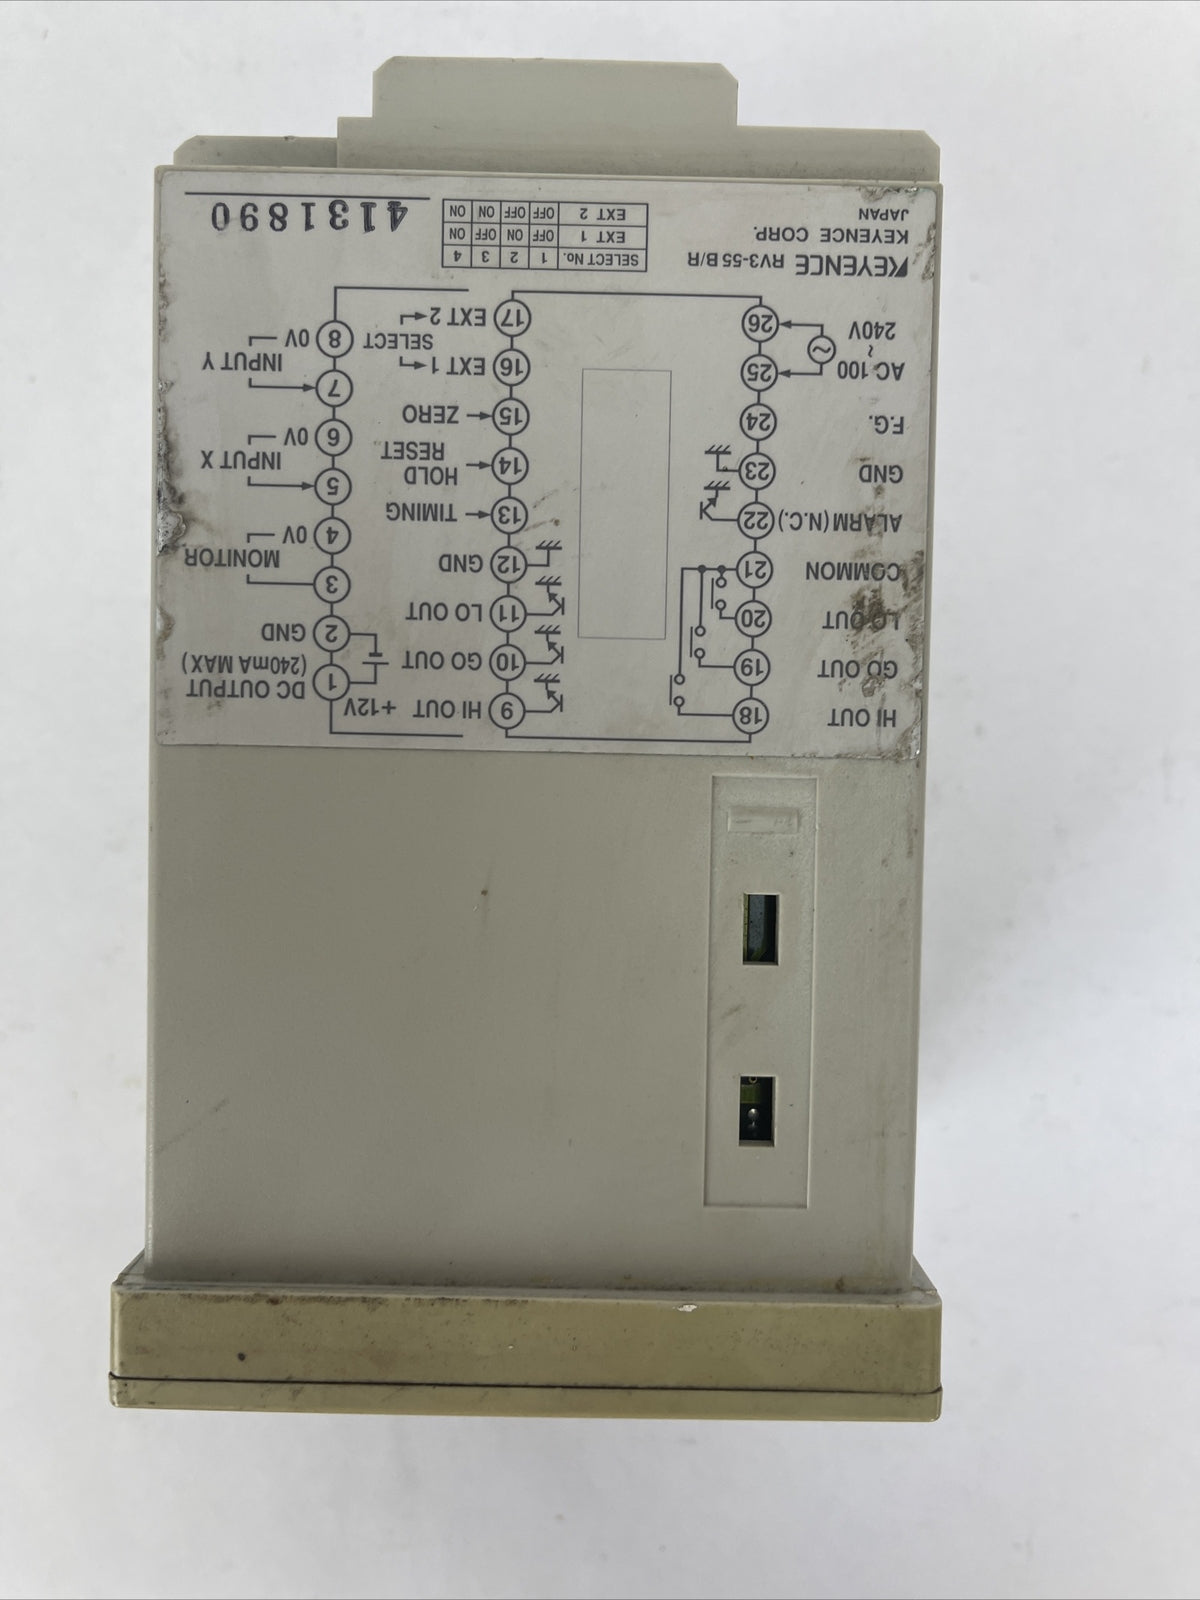 HI OUT 18
GO OUT 19
LO OUT 20
COMMON 21
ALARM (N.C.) 22
GND 23
F.G. 24
AC 100 25
~
240V 26
9 HI OUT
10 GO OUT
11 LO OUT
12 GND
13 TIMING
14 HOLD
RESET
15 ZERO
16 EXT 1
SELECT
17 EXT 2
+12V 1 DC OUTPUT
(240mA MAX)
2 GND
3 MONITOR
4 0V
5 INPUT X
6 0V
7 INPUT Y
8 0V
KEYENCE RV3-55 B/R
KEYENCE CORP.
JAPAN
SELECT No. 1 2 3 4
EXT 1 OFF ON OFF ON
EXT 2 OFF OFF ON ON
4131890